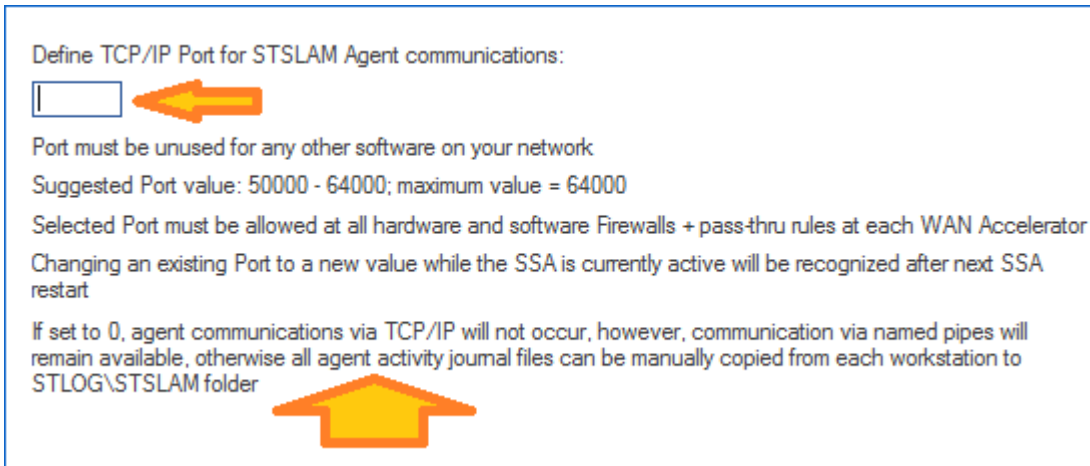 Define TCP/IP Port for STSLAM Agent communications:
Port must be unused for any other software on your network
Suggested Port value: 50000 - 64000; maximum value = 64000
Selected Port must be allowed at all hardware and software Firewalls + pass-thru rules at each WAN Accelerator
Changing an existing Port to a new value while the SSA is currently active will be recognized after next SSA
restart
If set to 0, agent communications via TCP/IP will not occur, however, communication via named pipes will
remain available, otherwise all agent activity journal files can be manually copied from each workstation to
STLOG\STSLAM folder